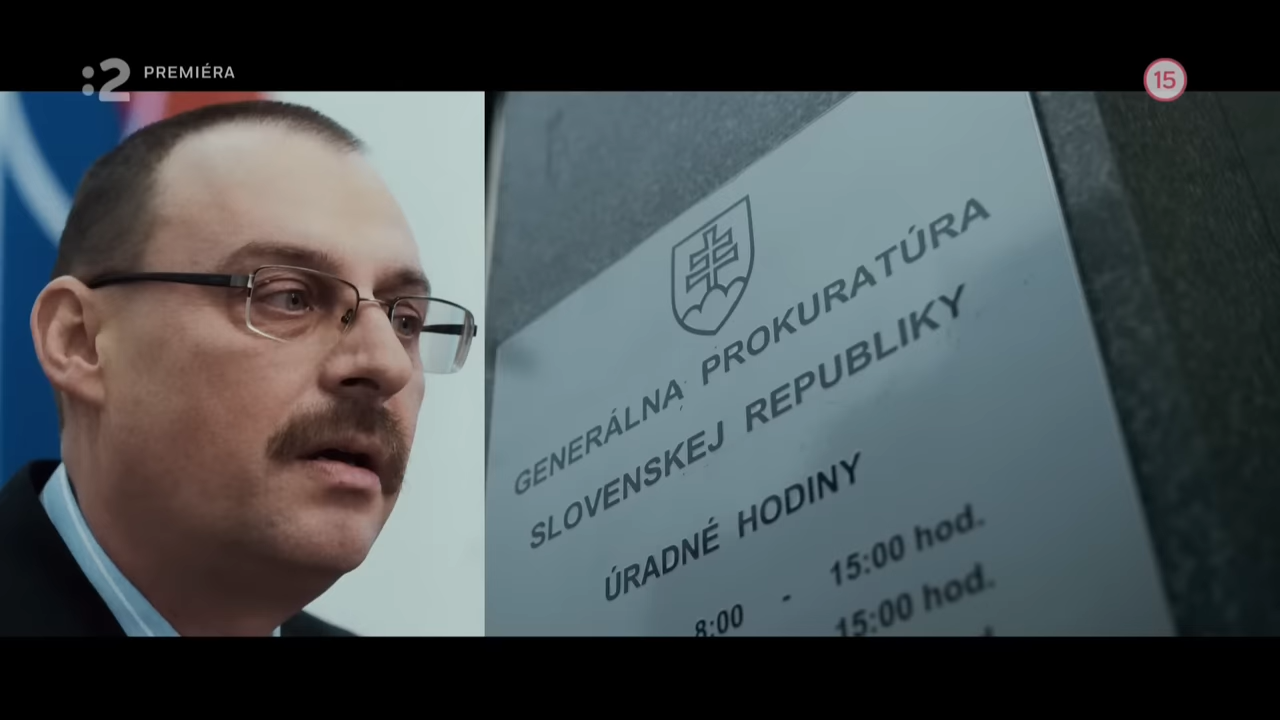 :2 PREMIÉRA
15
GENERÁLNA PROKURATÚRA
SLOVENSKEJ REPUBLIKY
ÚRADNÉ HODINY
8:00 - 15:00 hod.
15:00 hod.